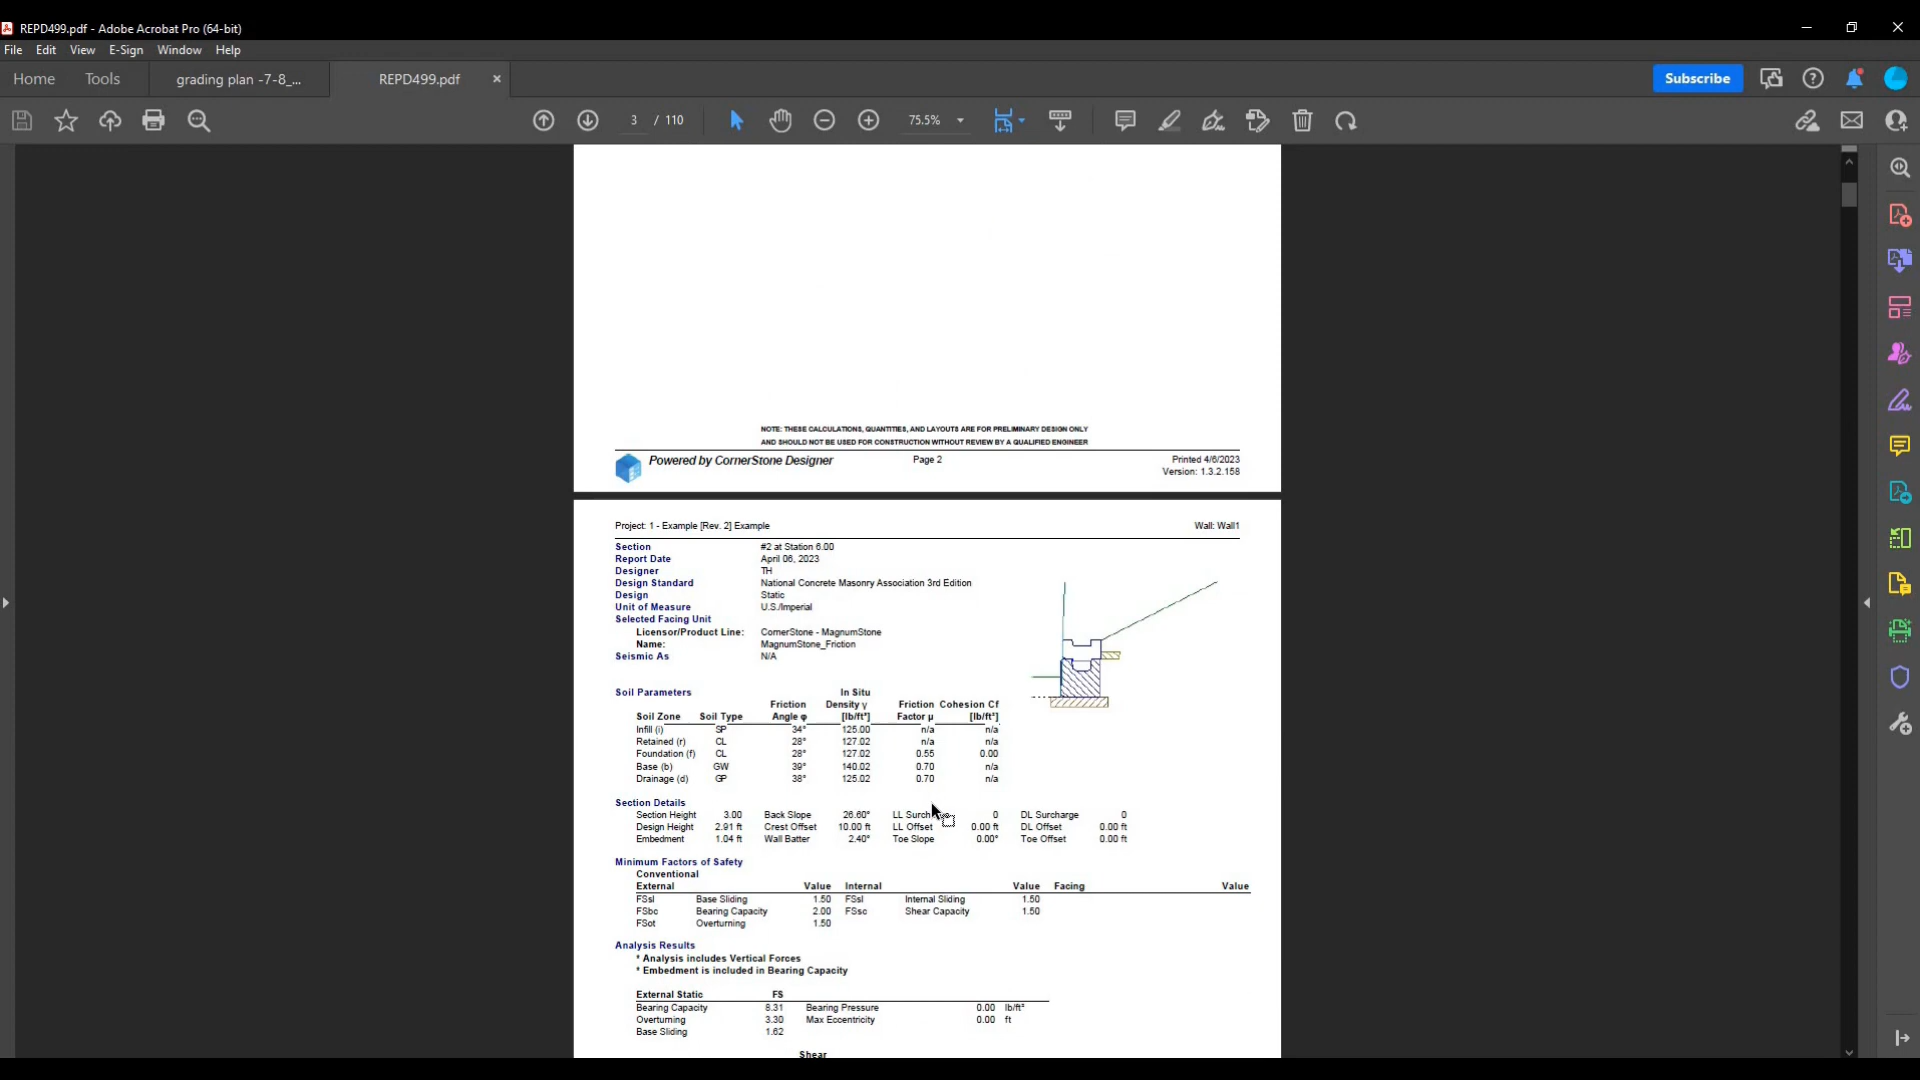 REPD499.pdf - Adobe Acrobat Pro (64-bit)
File Edit View E-Sign Window Help
Home Tools grading plan -7-8_... REPD499.pdf × Subscribe
3 / 110 75.5%
NOTE: THESE CALCULATIONS, QUANTITIES, AND LAYOUTS ARE FOR PRELIMINARY DESIGN ONLY
AND SHOULD NOT BE USED FOR CONSTRUCTION WITHOUT REVIEW BY A QUALIFIED ENGINEER
Powered by CornerStone Designer Page 2 Printed 4/6/2023
Version: 1.3.2.158
Project: 1 - Example [Rev. 2] Example Wall: Wall1
Section #2 at Station 6.00
Report Date April 06, 2023
Designer TH
Design Standard National Concrete Masonry Association 3rd Edition
Design Static
Unit of Measure U.S./Imperial
Selected Facing Unit
Licensor/Product Line: CornerStone - MagnumStone
Name: MagnumStone_Friction
Seismic As N/A
Soil Parameters In Situ
Friction Density γ Friction Cohesion Cf
Soil Zone Soil Type Angle φ [lb/ft³] Factor μ [lb/ft²]
Infill (i) SP 34° 125.00 n/a n/a
Retained (r) CL 28° 127.02 n/a n/a
Foundation (f) CL 28° 127.02 0.55 0.00
Base (b) GW 39° 140.02 0.70 n/a
Drainage (d) GP 38° 125.02 0.70 n/a
Section Details
Section Height 3.00 Back Slope 26.60° LL 0 DL Surcharge 0
Design Height 2.91 ft Crest Offset 10.00 ft LL Offset 0.00 ft DL Offset 0.00 ft
Embedment 1.04 ft Wall Batter 2.40° Toe Slope 0.00° Toe Offset 0.00 ft
Minimum Factors of Safety
Conventional
External Value Internal Value Facing Value
FSsl Base Sliding 1.50 FSsl Internal Sliding 1.50
FSbc Bearing Capacity 2.00 FSsc Shear Capacity 1.50
FSot Overturning 1.50
Analysis Results
* Analysis includes Vertical Forces
* Embedment is included in Bearing Capacity
External Static FS
Bearing Capacity 8.31 Bearing Pressure 0.00 lb/ft²
Overturning 3.30 Max Eccentricity 0.00 ft
Base Sliding 1.62
Shear